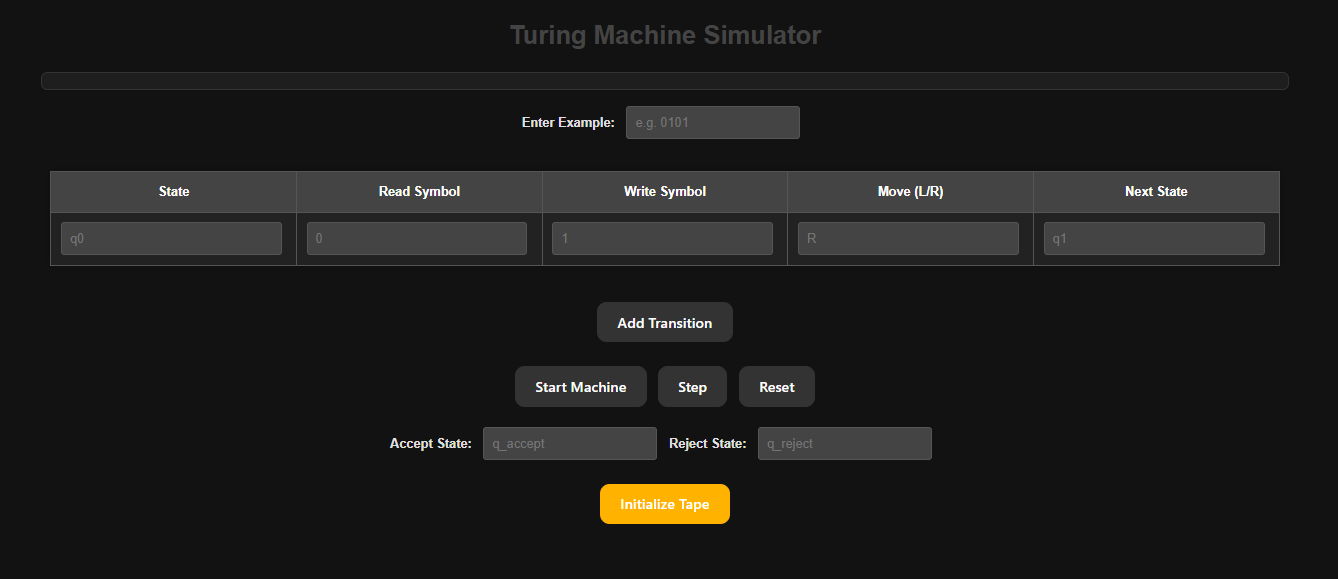 Turing Machine Simulator
Enter Example: e.g. 0101
State Read Symbol Write Symbol Move (L/R) Next State
q0 0 1 R q1
Add Transition
Start Machine Step Reset
Accept State: q_accept Reject State: q_reject
Initialize Tape